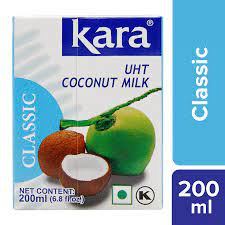 kara®
UHT
COCONUT MILK
CLASSIC
NET CONTENT:
200ml (6.8 fl oz)
K
Classic
200
ml